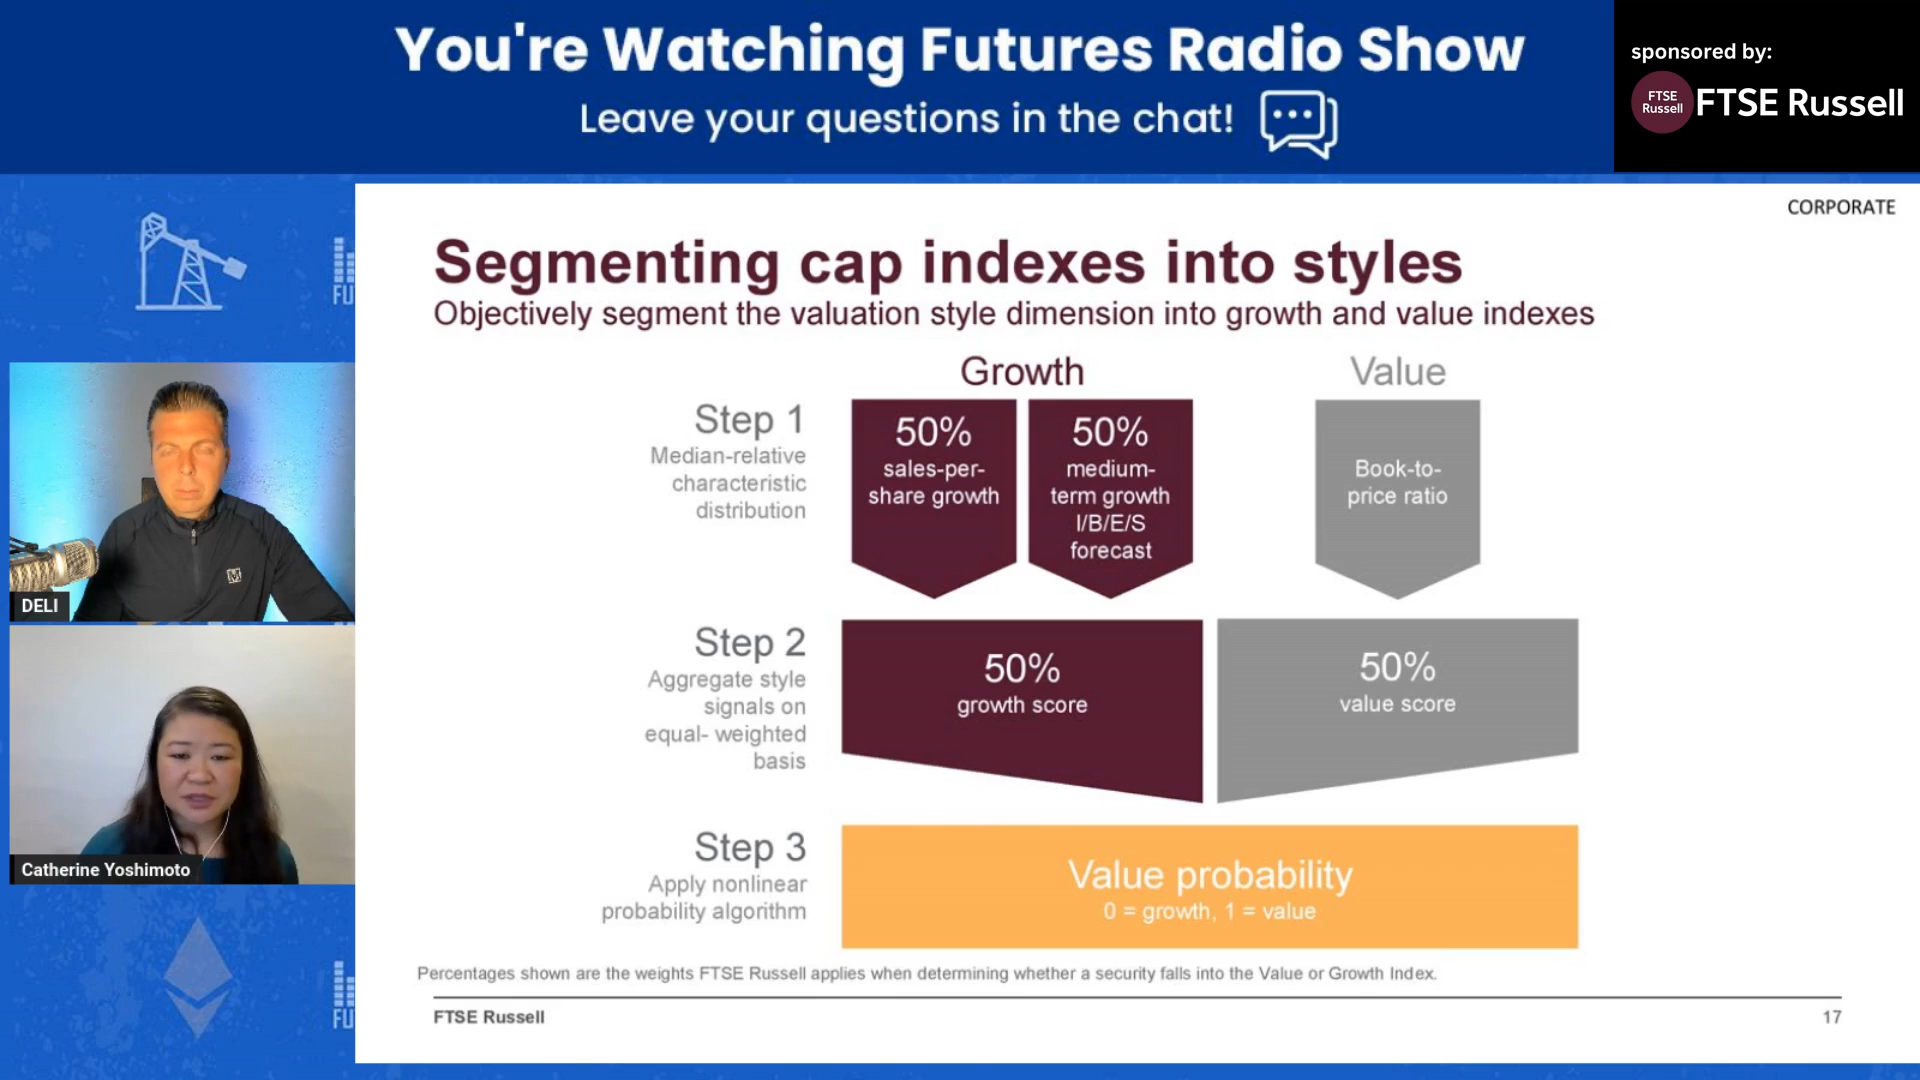 You're Watching Futures Radio Show
Leave your questions in the chat!
sponsored by:
FTSE
Russell
FTSE Russell
CORPORATE
Segmenting cap indexes into styles
Objectively segment the valuation style dimension into growth and value indexes
Growth
Value
Step 1
Median-relative
characteristic
distribution
50%
sales-per-
share growth
50%
medium-
term growth
I/B/E/S
forecast
Book-to-
price ratio
Step 2
Aggregate style
signals on
equal- weighted
basis
50%
growth score
50%
value score
Step 3
Apply nonlinear
probability algorithm
Value probability
0 = growth, 1 = value
Percentages shown are the weights FTSE Russell applies when determining whether a security falls into the Value or Growth Index.
FTSE Russell
17
FU
DELI
Catherine Yoshimoto
FU